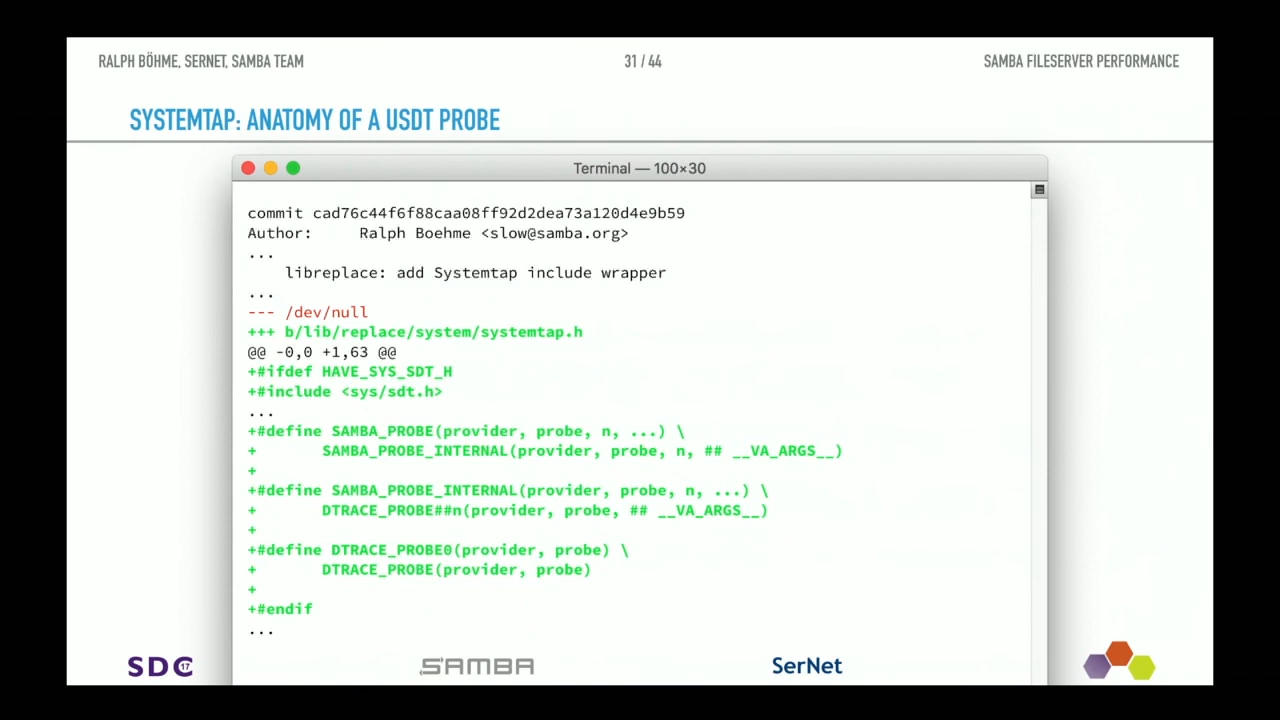 RALPH BÖHME, SERNET, SAMBA TEAM
31 / 44
SAMBA FILESERVER PERFORMANCE
SYSTEMTAP: ANATOMY OF A USDT PROBE
Terminal — 100×30
commit cad76c44f6f88caa08ff92d2dea73a120d4e9b59
Author:     Ralph Boehme <slow@samba.org>
...
    libreplace: add Systemtap include wrapper
...
--- /dev/null
+++ b/lib/replace/system/systemtap.h
@@ -0,0 +1,63 @@
+#ifdef HAVE_SYS_SDT_H
+#include <sys/sdt.h>
...
+#define SAMBA_PROBE(provider, probe, n, ...) \
+       SAMBA_PROBE_INTERNAL(provider, probe, n, ## __VA_ARGS__)
+
+#define SAMBA_PROBE_INTERNAL(provider, probe, n, ...) \
+       DTRACE_PROBE##n(provider, probe, ## __VA_ARGS__)
+
+#define DTRACE_PROBE0(provider, probe) \
+       DTRACE_PROBE(provider, probe)
+
+#endif
...
SDC 17
SAMBA
SerNet